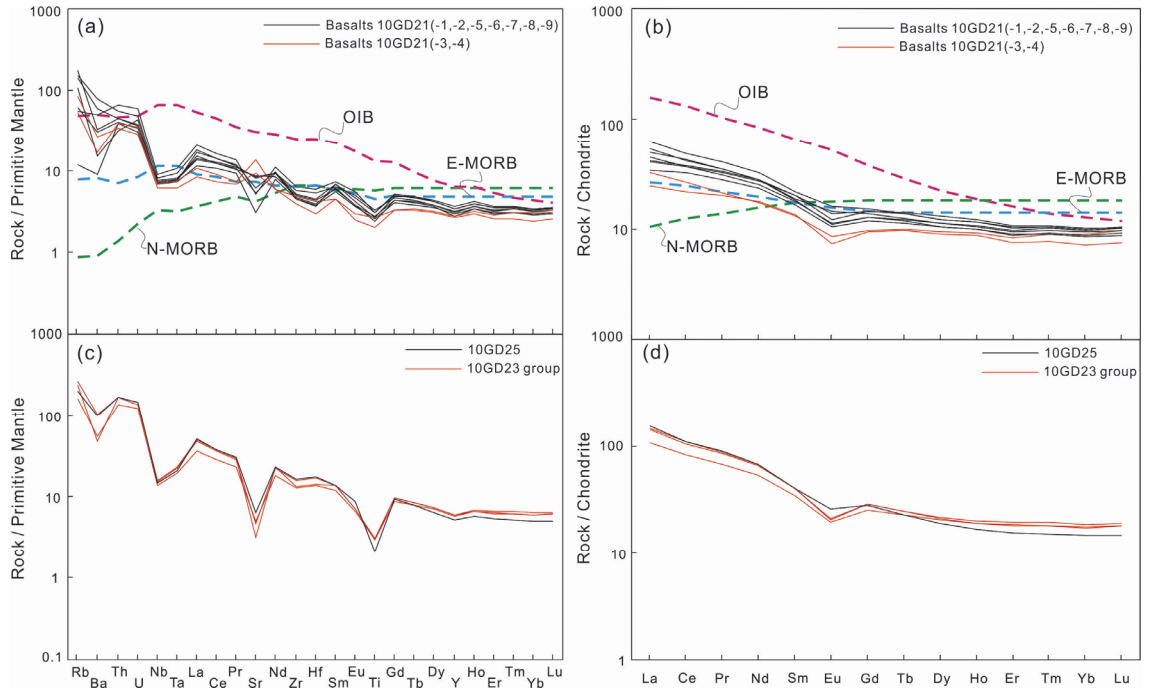 (a)
Basalts 10GD21(-1,-2,-5,-6,-7,-8,-9)
Basalts 10GD21(-3,-4)
OIB
E-MORB
N-MORB
Rock / Primitive Mantle
1000
100
10
1
(b)
Basalts 10GD21(-1,-2,-5,-6,-7,-8,-9)
Basalts 10GD21(-3,-4)
OIB
E-MORB
N-MORB
Rock / Chondrite
1000
100
10
(c)
10GD25
10GD23 group
Rock / Primitive Mantle
1000
100
10
1
0.1
Rb Ba Th U Nb Ta La Ce Pr Sr Nd Zr Hf Sm Eu Ti Gd Tb Dy Y Ho Er Tm Yb Lu
(d)
10GD25
10GD23 group
Rock / Chondrite
1000
100
10
1
La Ce Pr Nd Sm Eu Gd Tb Dy Ho Er Tm Yb Lu